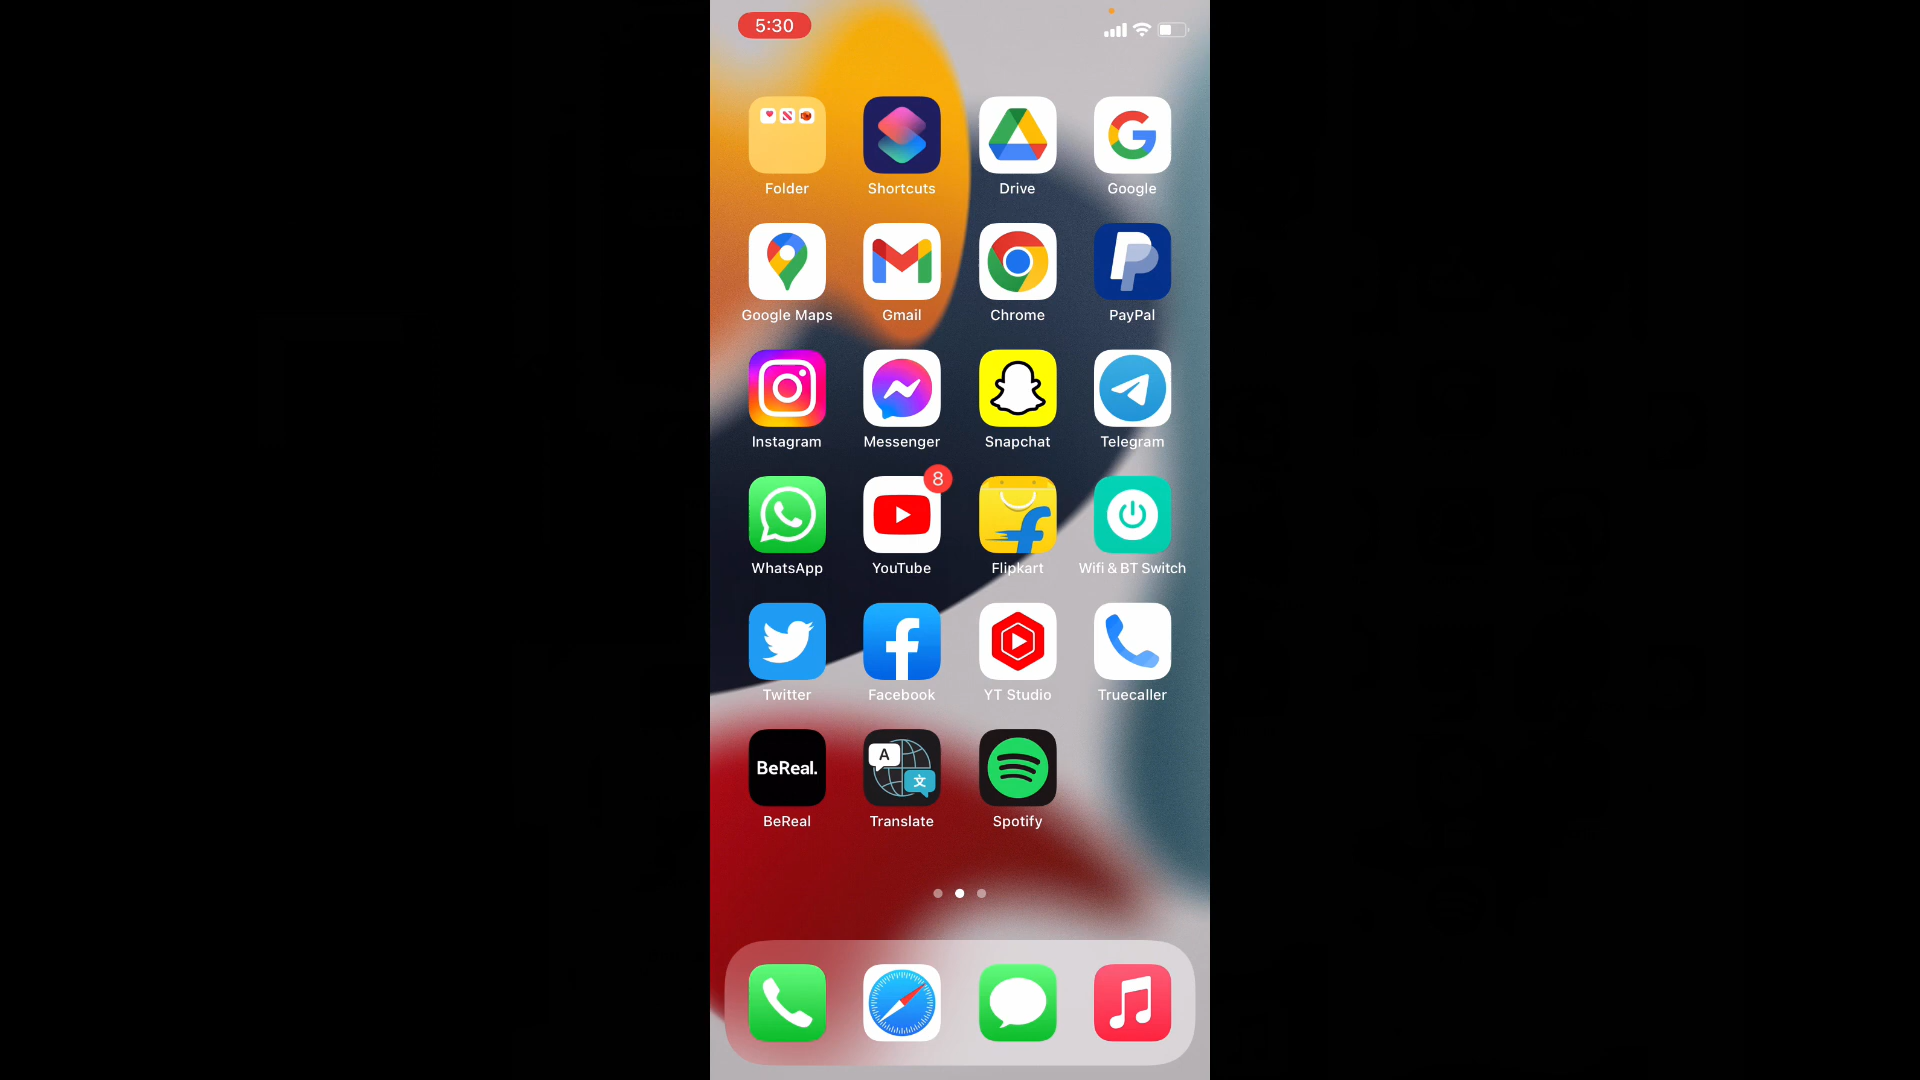 5:30
Folder Shortcuts Drive Google
Google Maps Gmail Chrome PayPal
Instagram Messenger Snapchat Telegram
8
WhatsApp YouTube Flipkart Wifi & BT Switch
Twitter Facebook YT Studio Truecaller
BeReal.
A
文
BeReal Translate Spotify